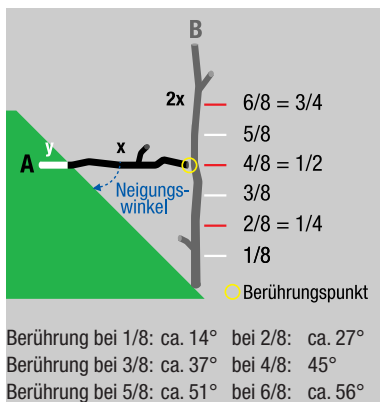 B
2x
6/8 = 3/4
5/8
y
x
A
4/8 = 1/2
Neigungs-
winkel
3/8
2/8 = 1/4
1/8
Berührungspunkt
Berührung bei 1/8: ca. 14° bei 2/8: ca. 27°
Berührung bei 3/8: ca. 37° bei 4/8: 45°
Berührung bei 5/8: ca. 51° bei 6/8: ca. 56°